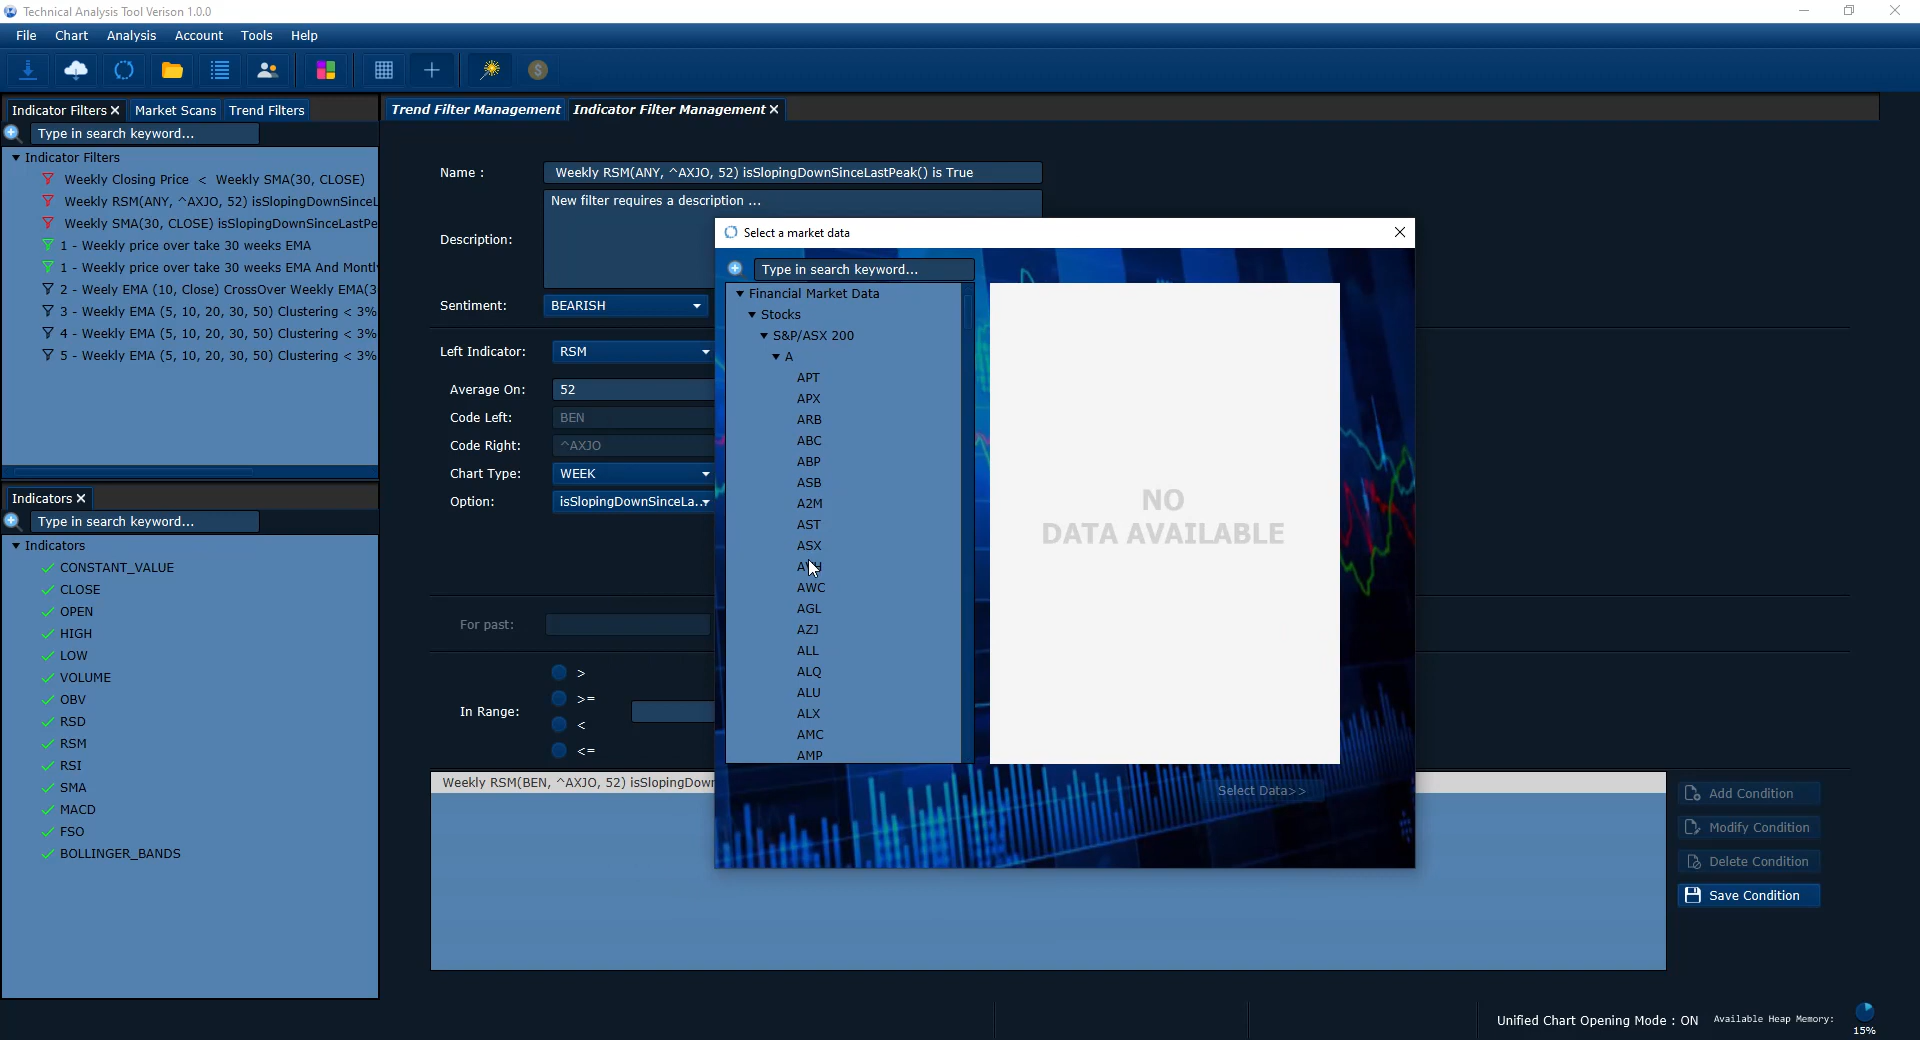 Technical Analysis Tool Verison 1.0.0
File Chart Analysis Account Tools Help
Indicator Filters Market Scans Trend Filters
Trend Filter Management Indicator Filter Management
Type in search keyword...
Indicator Filters
Weekly Closing Price < Weekly SMA(30, CLOSE)
Weekly RSM(ANY, ^AXJO, 52) isSlopingDownSinceL
Weekly SMA(30, CLOSE) isSlopingDownSinceLastPe
1 - Weekly price over take 30 weeks EMA
1 - Weekly price over take 30 weeks EMA And Montl
2 - Weely EMA (10, Close) CrossOver Weekly EMA(3
3 - Weekly EMA (5, 10, 20, 30, 50) Clustering < 3%
4 - Weekly EMA (5, 10, 20, 30, 50) Clustering < 3%
5 - Weekly EMA (5, 10, 20, 30, 50) Clustering < 3%
Indicators
Type in search keyword...
Indicators
CONSTANT_VALUE
CLOSE
OPEN
HIGH
LOW
VOLUME
OBV
RSD
RSM
RSI
SMA
MACD
FSO
BOLLINGER_BANDS
Name : Weekly RSM(ANY, ^AXJO, 52) isSlopingDownSinceLastPeak() is True
Description: New filter requires a description ...
Sentiment: BEARISH
Left Indicator: RSM
Average On: 52
Code Left: BEN
Code Right: ^AXJO
Chart Type: WEEK
Option: isSlopingDownSinceLa..
For past:
In Range:
>
>=
<
<=
Weekly RSM(BEN, ^AXJO, 52) isSlopingDown
Select a market data
Type in search keyword...
Financial Market Data
Stocks
S&P/ASX 200
A
APT
APX
ARB
ABC
ABP
ASB
A2M
AST
ASX
AWC
AGL
AZJ
ALL
ALQ
ALU
ALX
AMC
AMP
NO
DATA AVAILABLE
Select Data>>
Add Condition
Modify Condition
Delete Condition
Save Condition
Unified Chart Opening Mode : ON Available Heap Memory:
15%